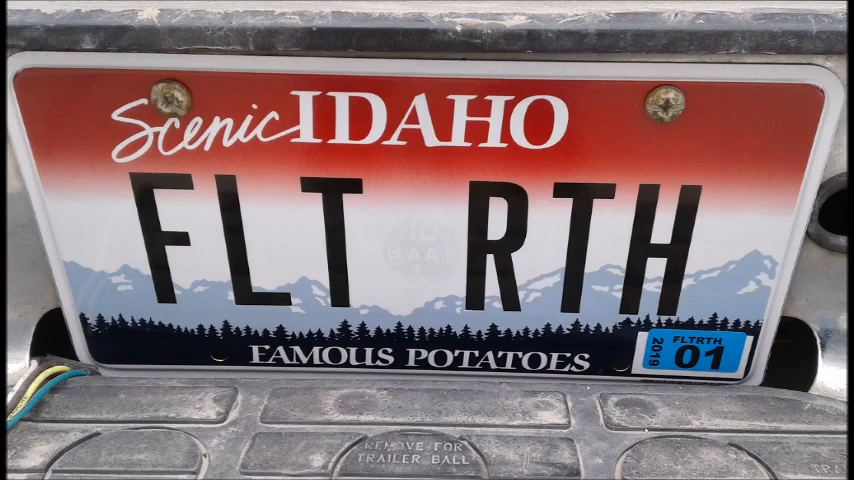 Scenic IDAHO
FLT RTH
FAMOUS POTATOES
2019 FLTRTH 01
REMOVE FOR
TRAILER BALL